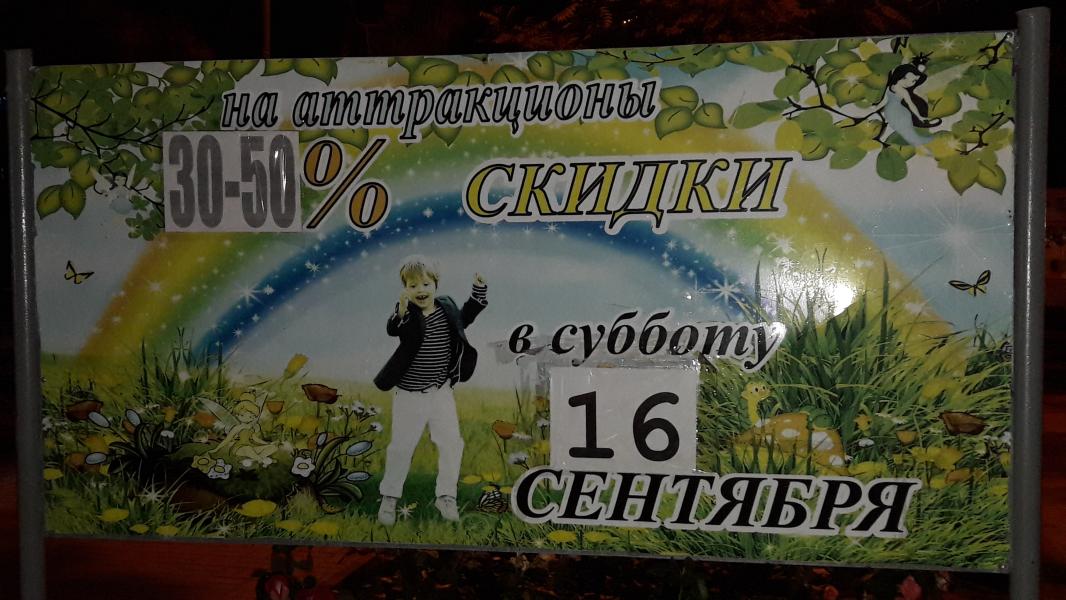 на аттракционы
30-50% СКИДКИ
в субботу
16
СЕНТЯБРЯ